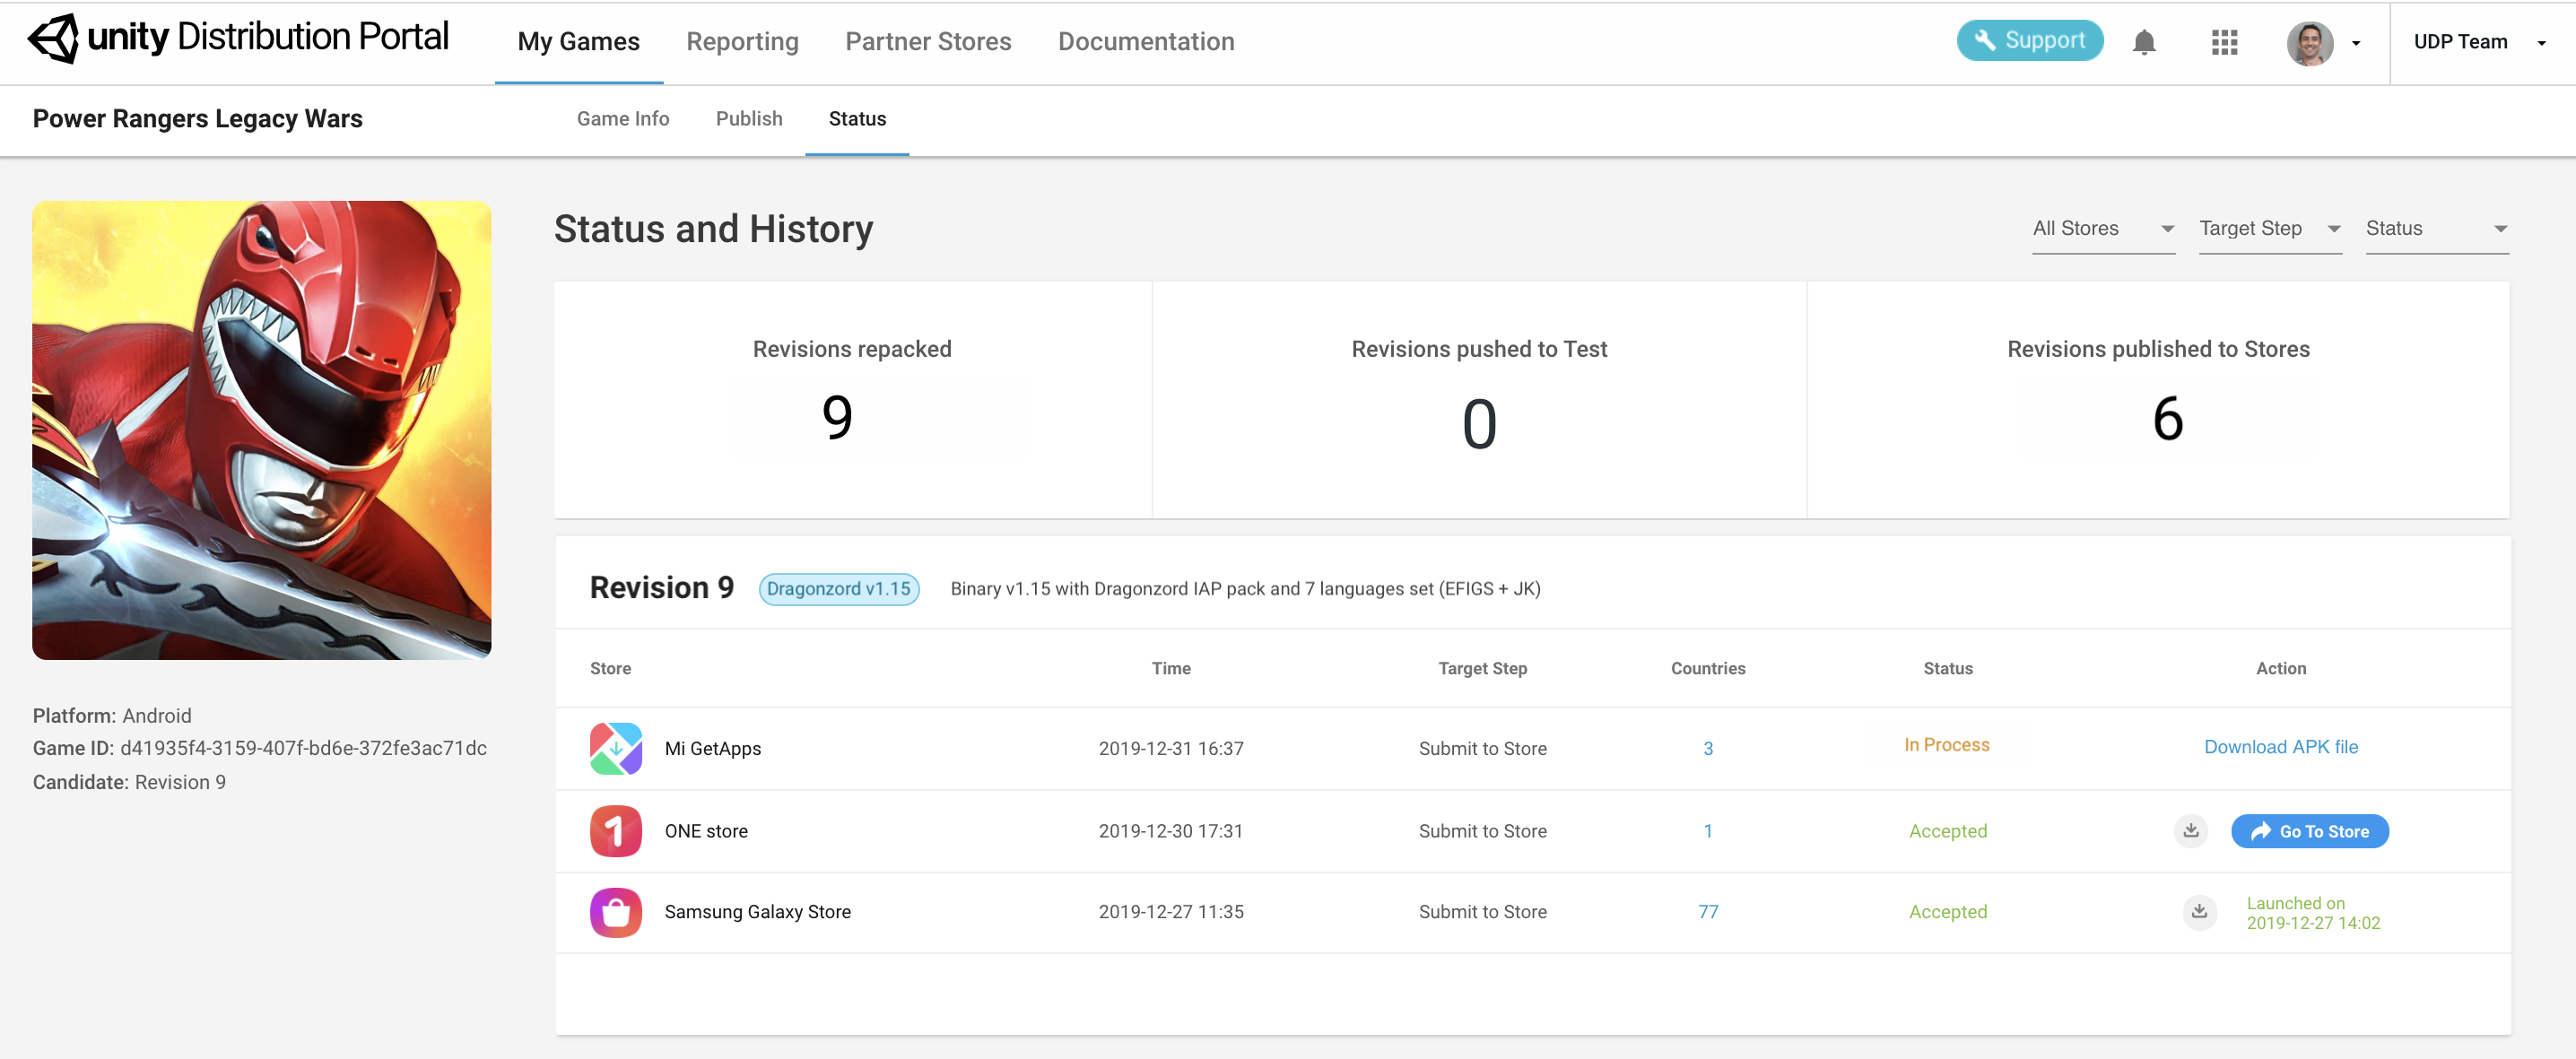 unity Distribution Portal
My Games
Reporting
Partner Stores
Documentation
Support
UDP Team
Power Rangers Legacy Wars
Game Info
Publish
Status
Status and History
All Stores
Target Step
Status
Revisions repacked
Revisions pushed to Test
Revisions published to Stores
9
0
6
Revision 9 Dragonzord v1.15 Binary v1.15 with Dragonzord IAP pack and 7 languages set (EFIGS + JK)
Store Time Target Step Countries Status Action
Mi GetApps 2019-12-31 16:37 Submit to Store 3 In Process Download APK file
1 ONE store 2019-12-30 17:31 Submit to Store 1 Accepted Go To Store
Samsung Galaxy Store 2019-12-27 11:35 Submit to Store 77 Accepted Launched on
2019-12-27 14:02
Platform: Android
Game ID: d41935f4-3159-407f-bd6e-372fe3ac71dc
Candidate: Revision 9